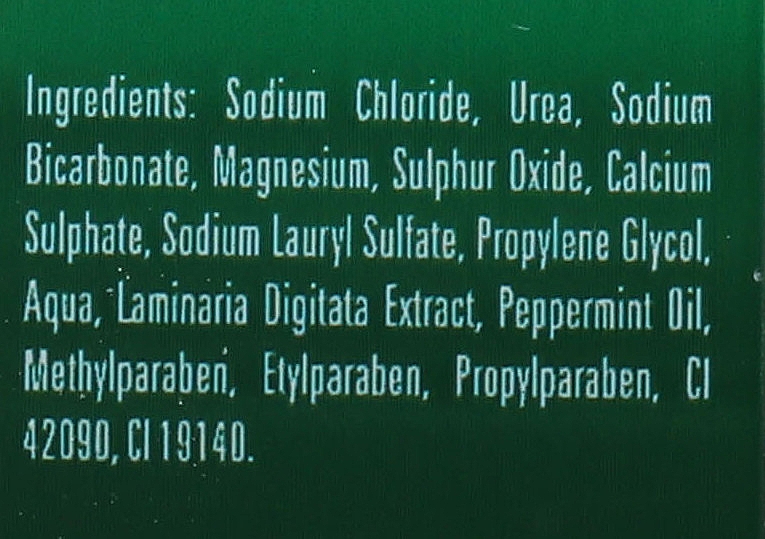 Ingredients: Sodium Chloride, Urea, Sodium
Bicarbonate, Magnesium, Sulphur Oxide, Calcium
Sulphate, Sodium Lauryl Sulfate, Propylene Glycol,
Aqua, Laminaria Digitata Extract, Peppermint Oil,
Methylparaben, Etylparaben, Propylparaben, CI
42090, CI 19140.